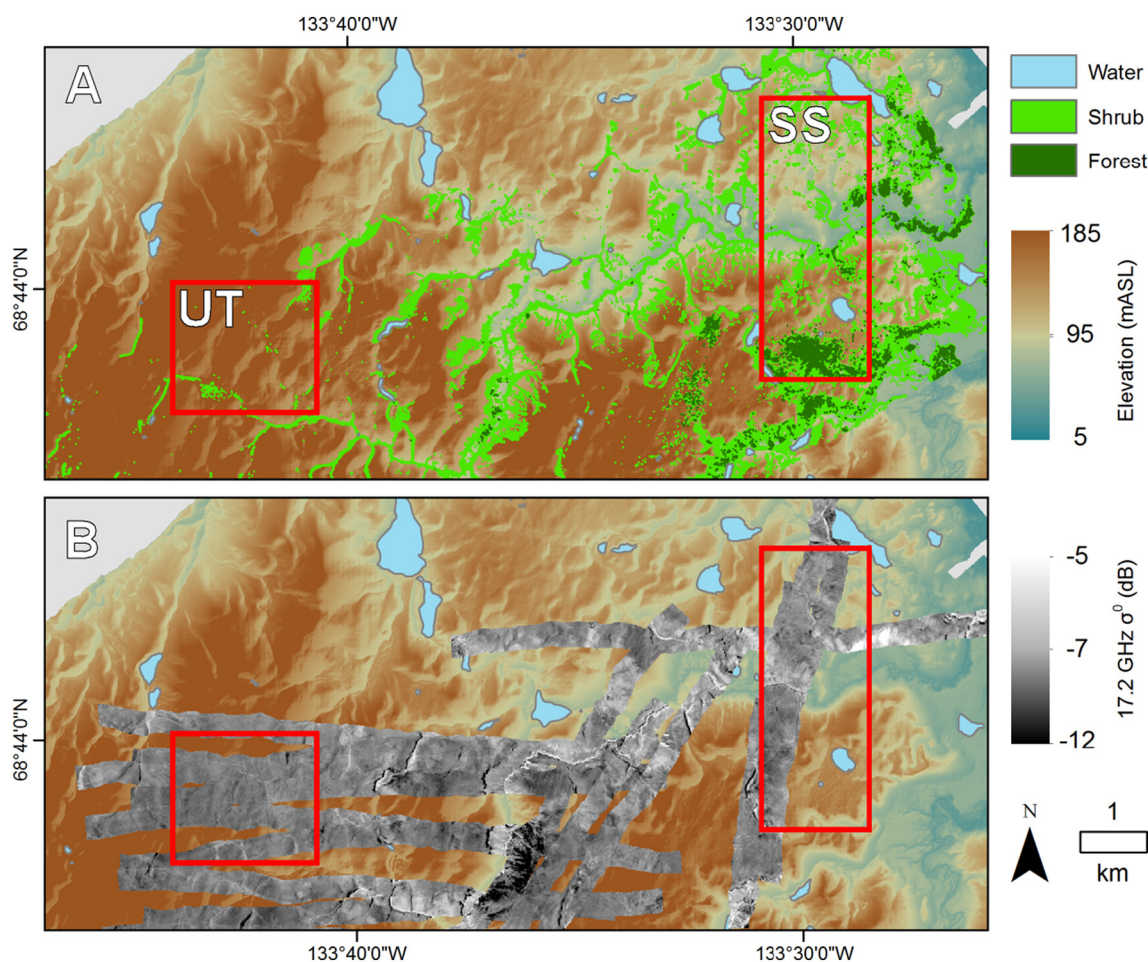 133°40'0"W
133°30'0"W
A
SS
UT
68°44'0"N
Water
Shrub
Forest
185
95
5
Elevation (mASL)
B
68°44'0"N
-5
-7
-12
17.2 GHz σ⁰ (dB)
N
1
km
133°40'0"W
133°30'0"W